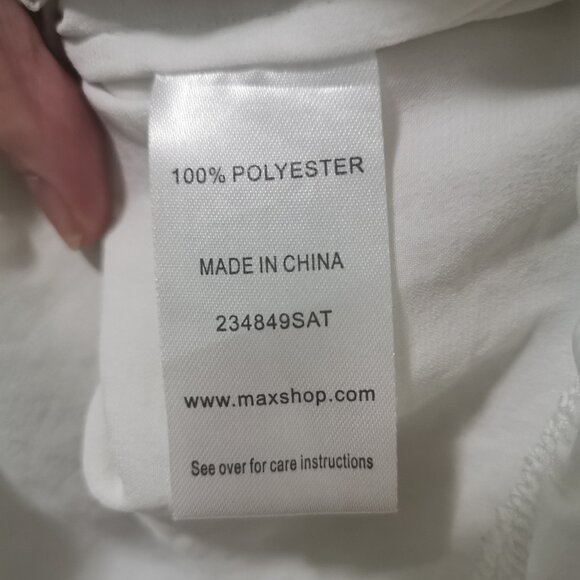 100% POLYESTER
MADE IN CHINA
234849SAT
www.maxshop.com
See over for care instructions